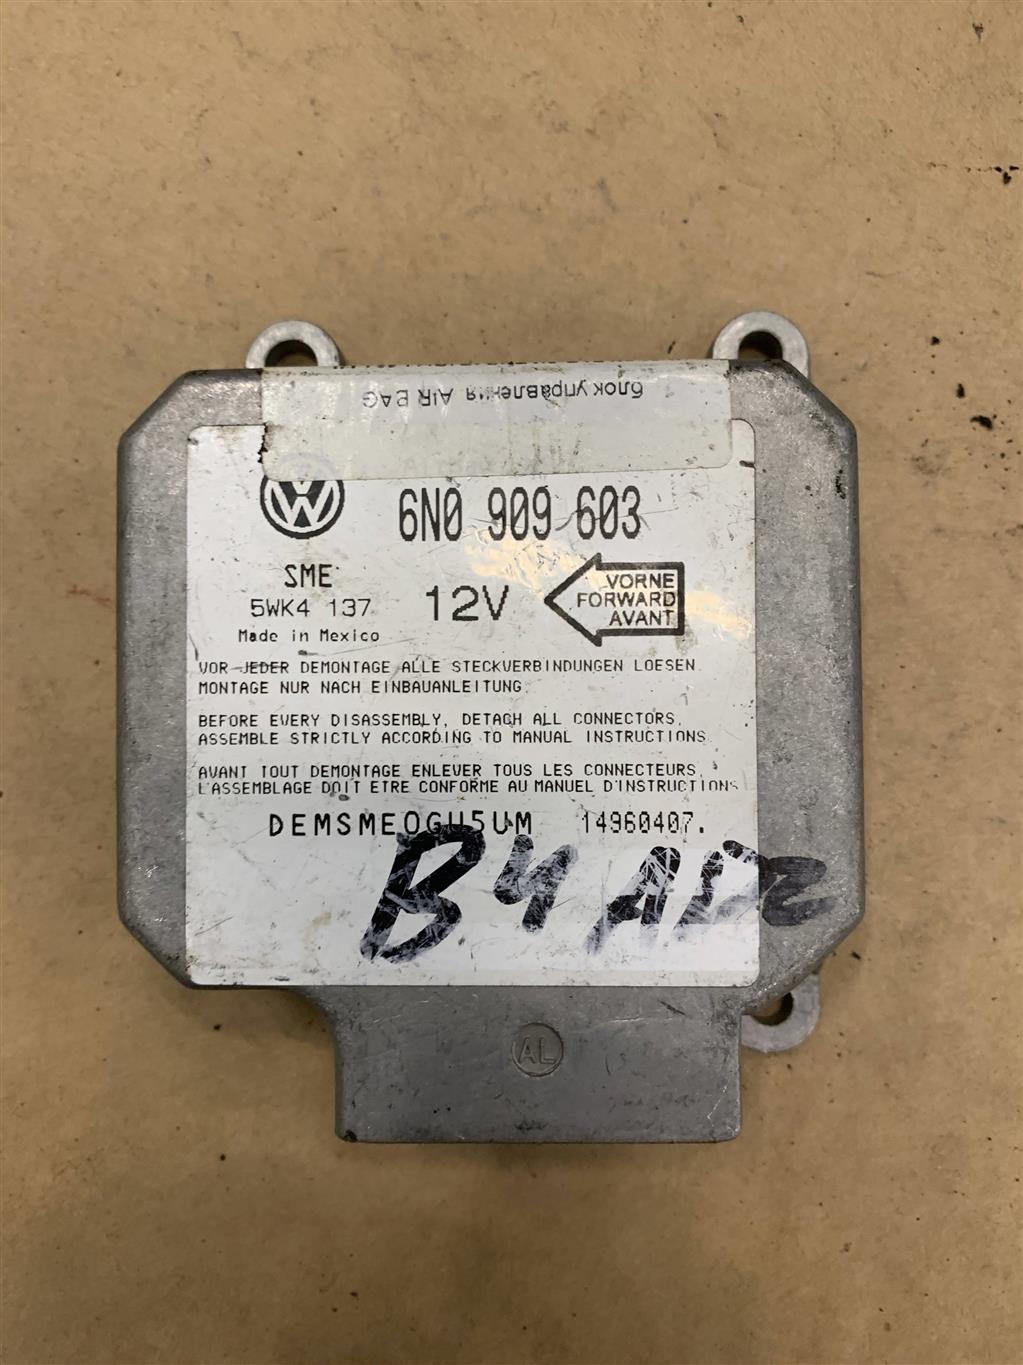 блок управления AIR BAG
6N0 909 603
SME
5WK4 137
Made in Mexico
12V
VORNE
FORWARD
AVANT
VOR JEDER DEMONTAGE ALLE STECKVERBINDUNGEN LOESEN.
MONTAGE NUR NACH EINBAUANLEITUNG.
BEFORE EVERY DISASSEMBLY, DETACH ALL CONNECTORS,
ASSEMBLE STRICTLY ACCORDING TO MANUAL INSTRUCTIONS
AVANT TOUT DEMONTAGE ENLEVER TOUS LES CONNECTEURS,
L'ASSEMBLAGE DOIT ETRE CONFORME AU MANUEL D'INSTRUCTIONS
14960407.
B4
AL